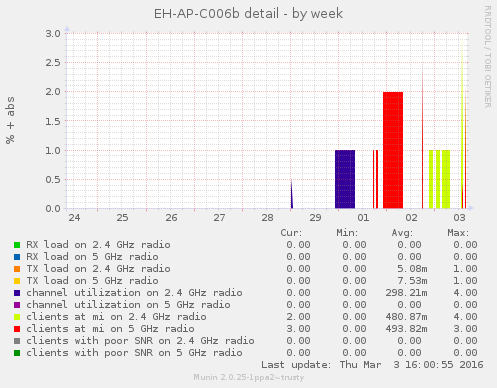 EH-AP-C006b detail - by week
RRDTOOL / TOBI OETIKER
% + abs
3.0
2.5
2.0
1.5
1.0
0.5
0.0
24 25 26 27 28 29 01 02 03
Cur: Min: Avg: Max:
RX load on 2.4 GHz radio 0.00 0.00 0.00 0.00
RX load on 5 GHz radio 0.00 0.00 0.00 0.00
TX load on 2.4 GHz radio 0.00 0.00 5.08m 1.00
TX load on 5 GHz radio 0.00 0.00 7.53m 1.00
channel utilization on 2.4 GHz radio 0.00 0.00 298.21m 4.00
channel utilization on 5 GHz radio 0.00 0.00 0.00 0.00
clients at mi on 2.4 GHz radio 2.00 0.00 480.87m 4.00
clients at mi on 5 GHz radio 3.00 0.00 493.82m 3.00
clients with poor SNR on 2.4 GHz radio 0.00 0.00 0.00 0.00
clients with poor SNR on 5 GHz radio 0.00 0.00 0.00 0.00
Last update: Thu Mar 3 16:00:55 2016
Munin 2.0.25-1ppa2~trusty